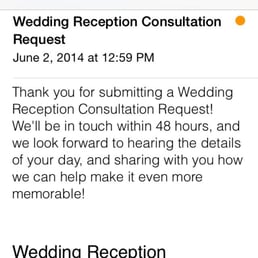 Wedding Reception Consultation
Request
June 2, 2014 at 12:59 PM
Thank you for submitting a Wedding
Reception Consultation Request!
We'll be in touch within 48 hours, and
we look forward to hearing the details
of your day, and sharing with you how
we can help make it even more
memorable!
Wedding Reception